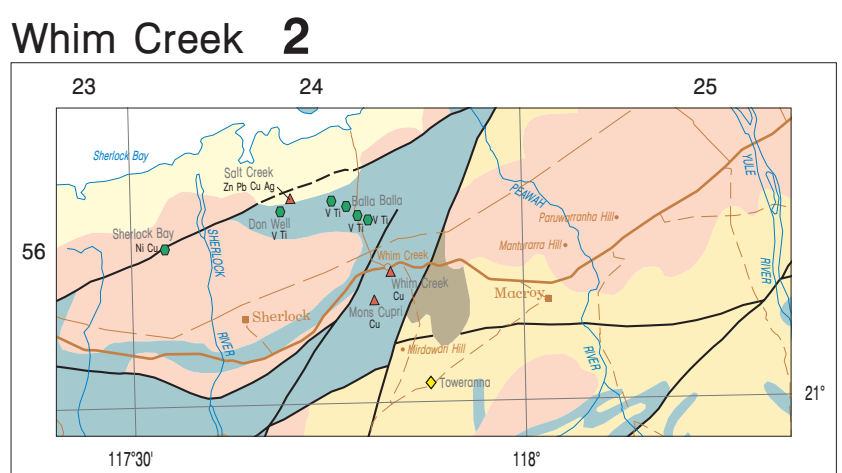 Whim Creek 2
23 24 25
Sherlock Bay
Salt Creek
Zn Pb Cu Ag
YULE
PEAWAH
Balla Balla
V Ti
V Ti
V Ti
Don Well
V Ti
Paruwarranha Hill
Sherlock Bay
Ni Cu
SHERLOCK
Manturarra Hill
56
Whim Creek
RIVER
Whim Creek
Cu
Macroy
Mons Cupri
Cu
Sherlock
RIVER
Mirdawari Hill
RIVER
Toweranna
21°
117°30' 118°